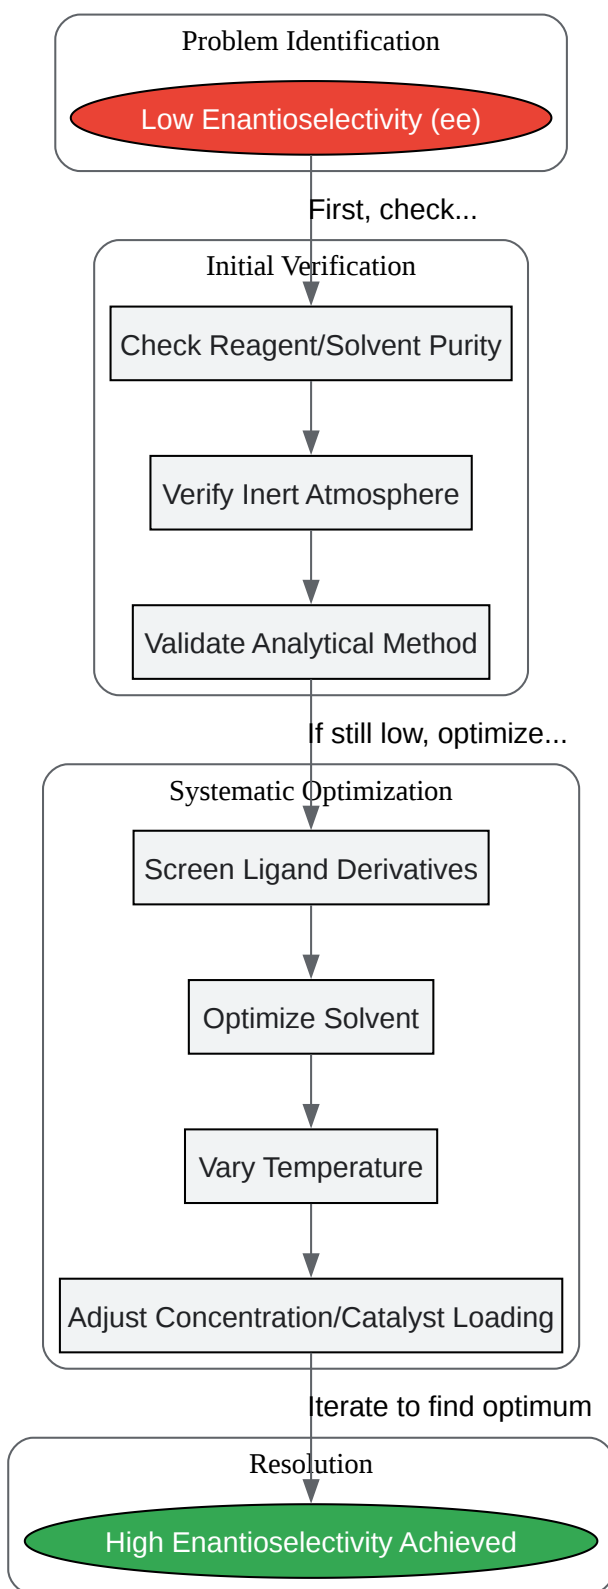 Problem Identification
Low Enantioselectivity (ee)
First, check...
Initial Verification
Check Reagent/Solvent Purity
Verify Inert Atmosphere
Validate Analytical Method
If still low, optimize...
Systematic Optimization
Screen Ligand Derivatives
Optimize Solvent
Vary Temperature
Adjust Concentration/Catalyst Loading
Iterate to find optimum
Resolution
High Enantioselectivity Achieved